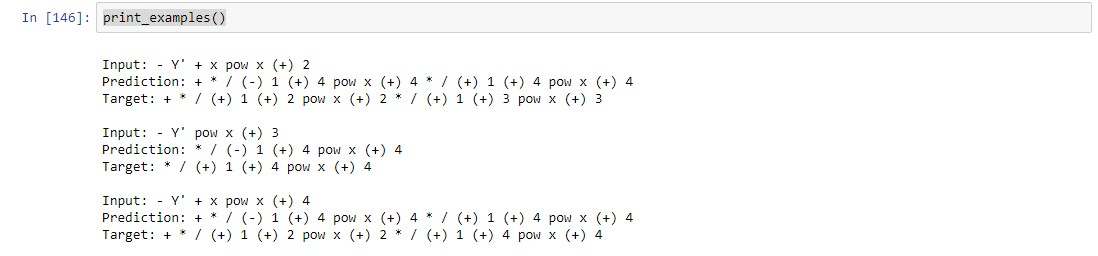 In [146]: print_examples()
Input: - Y' + x pow x (+) 2
Prediction: + * / (-) 1 (+) 4 pow x (+) 4 * / (+) 1 (+) 4 pow x (+) 4
Target: + * / (+) 1 (+) 2 pow x (+) 2 * / (+) 1 (+) 3 pow x (+) 3
Input: - Y' pow x (+) 3
Prediction: * / (-) 1 (+) 4 pow x (+) 4
Target: * / (+) 1 (+) 4 pow x (+) 4
Input: - Y' + x pow x (+) 4
Prediction: + * / (-) 1 (+) 4 pow x (+) 4 * / (+) 1 (+) 4 pow x (+) 4
Target: + * / (+) 1 (+) 2 pow x (+) 2 * / (+) 1 (+) 4 pow x (+) 4